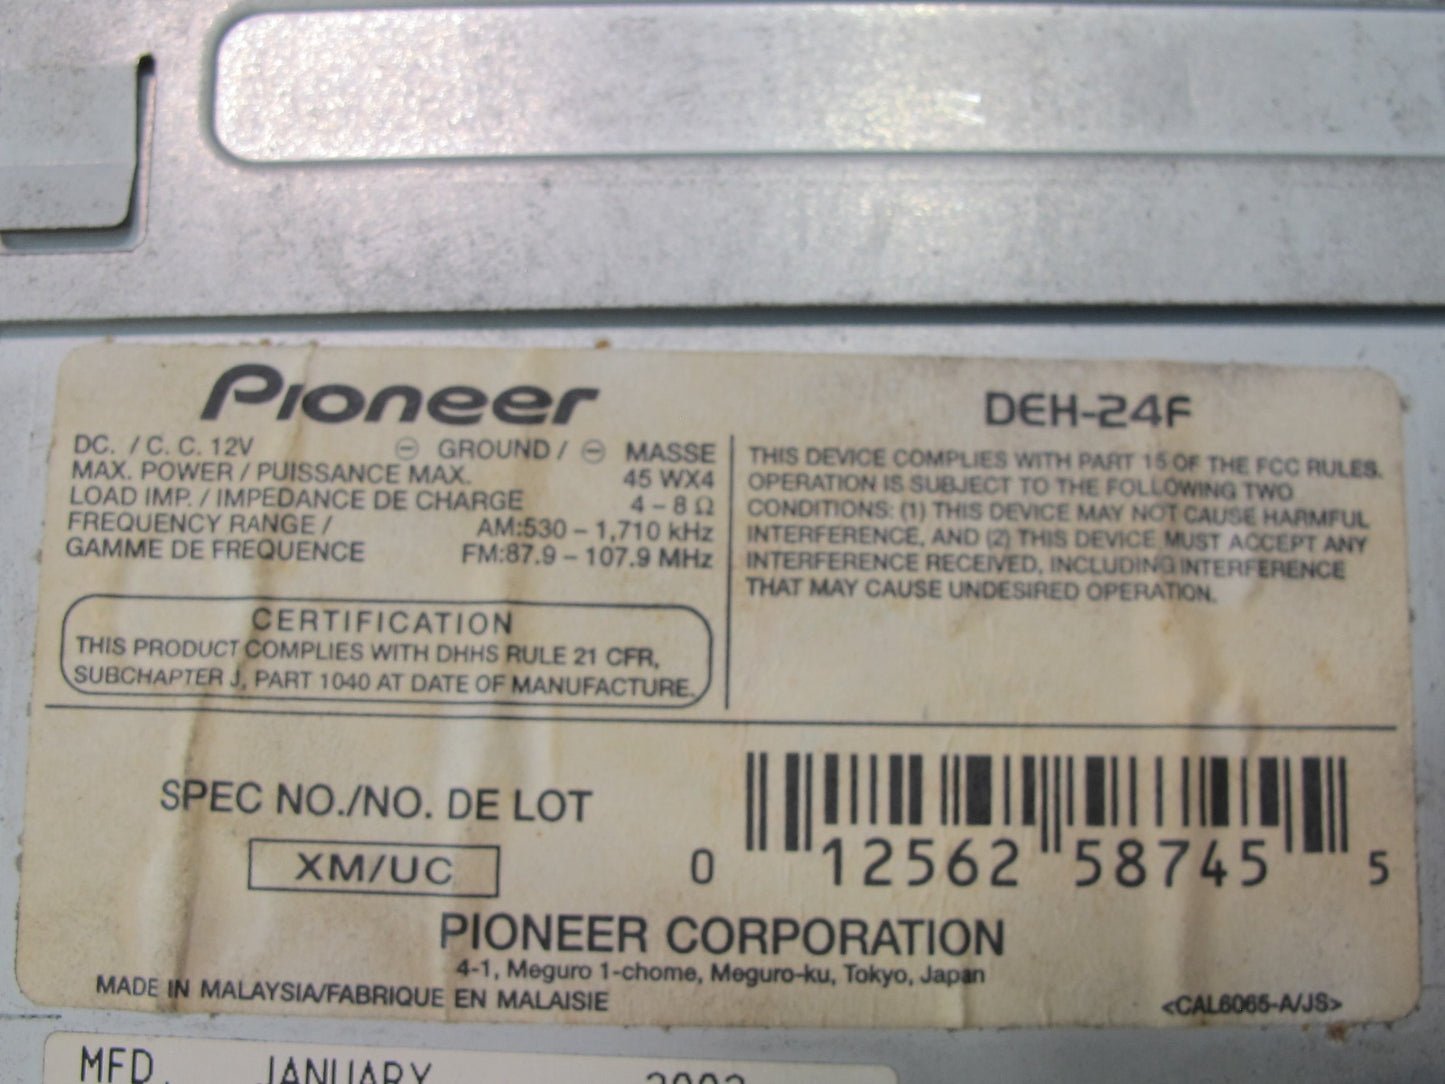 Pioneer
DEH-24F
DC. / C. C. 12V ⊖ GROUND / ⊖ MASSE
MAX. POWER / PUISSANCE MAX. 45 WX4
LOAD IMP. / IMPEDANCE DE CHARGE 4 – 8 Ω
FREQUENCY RANGE / AM:530 – 1,710 kHz
GAMME DE FREQUENCE FM:87.9 – 107.9 MHz
THIS DEVICE COMPLIES WITH PART 15 OF THE FCC RULES.
OPERATION IS SUBJECT TO THE FOLLOWING TWO
CONDITIONS: (1) THIS DEVICE MAY NOT CAUSE HARMFUL
INTERFERENCE, AND (2) THIS DEVICE MUST ACCEPT ANY
INTERFERENCE RECEIVED, INCLUDING INTERFERENCE
THAT MAY CAUSE UNDESIRED OPERATION.
CERTIFICATION
THIS PRODUCT COMPLIES WITH DHHS RULE 21 CFR,
SUBCHAPTER J, PART 1040 AT DATE OF MANUFACTURE.
SPEC NO./NO. DE LOT
XM/UC
0 12562 58745 5
PIONEER CORPORATION
4-1, Meguro 1-chome, Meguro-ku, Tokyo, Japan
MADE IN MALAYSIA/FABRIQUE EN MALAISIE
<CAL6065-A/JS>
MFD. JANUARY